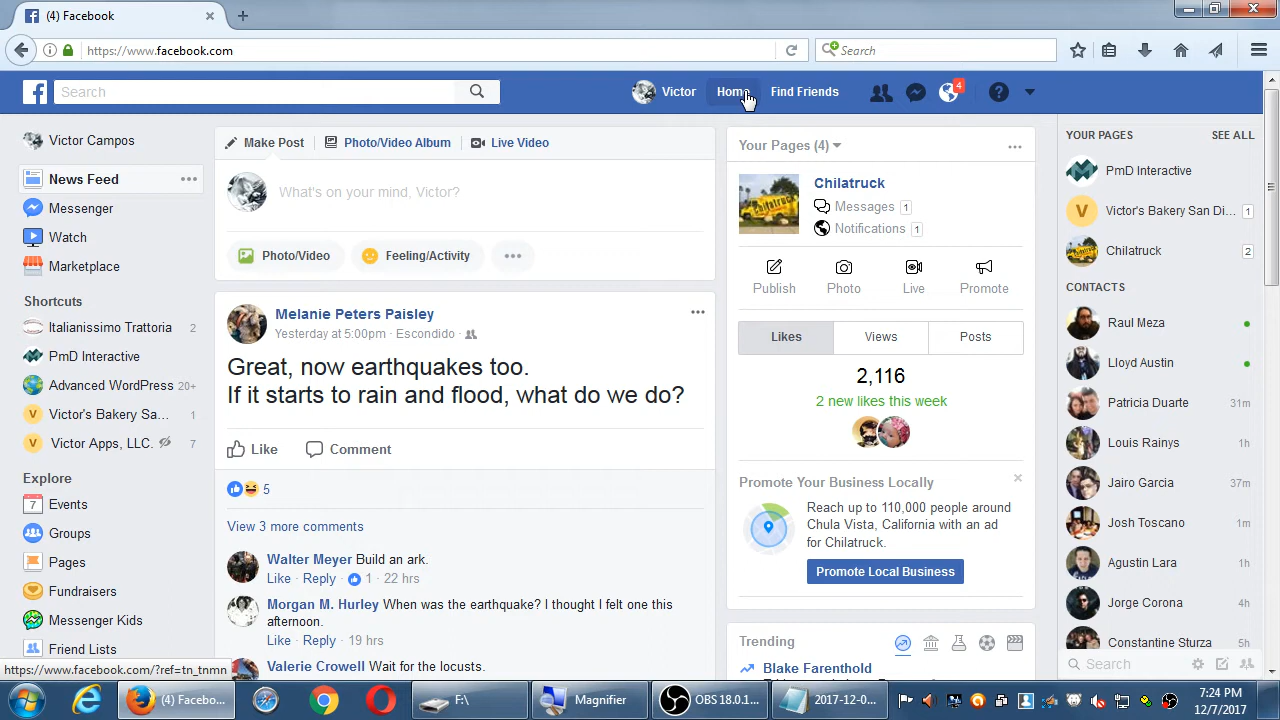 (4) Facebook
https://www.facebook.com
Search
Search
Victor
Home
Find Friends
4
Victor Campos
News Feed
Messenger
Watch
Marketplace
Shortcuts
Italianissimo Trattoria 2
PmD Interactive
Advanced WordPress 20+
Victor's Bakery Sa... 1
Victor Apps, LLC. 7
Explore
7 Events
Groups
Pages
Fundraisers
Messenger Kids
Friend Lists
https://www.facebook.com/?ref=tn_tnmn
Make Post
Photo/Video Album
Live Video
What's on your mind, Victor?
Photo/Video
Feeling/Activity
Melanie Peters Paisley
Yesterday at 5:00pm · Escondido ·
Great, now earthquakes too.
If it starts to rain and flood, what do we do?
Like Comment
5
View 3 more comments
Walter Meyer Build an ark.
Like · Reply · 1 · 22 hrs
Morgan M. Hurley When was the earthquake? I thought I felt one this
afternoon.
Like · Reply · 19 hrs
Valerie Crowell Wait for the locusts.
Your Pages (4)
Chilatruck
Chilatruck
Messages 1
Notifications 1
Publish Photo Live Promote
Likes Views Posts
2,116
2 new likes this week
Promote Your Business Locally
Reach up to 110,000 people around
Chula Vista, California with an ad
for Chilatruck.
Promote Local Business
Trending
Blake Farenthold
YOUR PAGES SEE ALL
PmD Interactive
V Victor's Bakery San Di... 1
Chilatruck 2
CONTACTS
Raul Meza
Lloyd Austin
Patricia Duarte 31m
Louis Rainys 1h
Jairo Garcia 37m
Josh Toscano 1m
Agustin Lara 1h
Jorge Corona 4h
Constantine Sturza 5h
Search
(4) Facebo...
F:\
Magnifier
OBS 18.0.1...
2017-12-0...
7:24 PM
12/7/2017